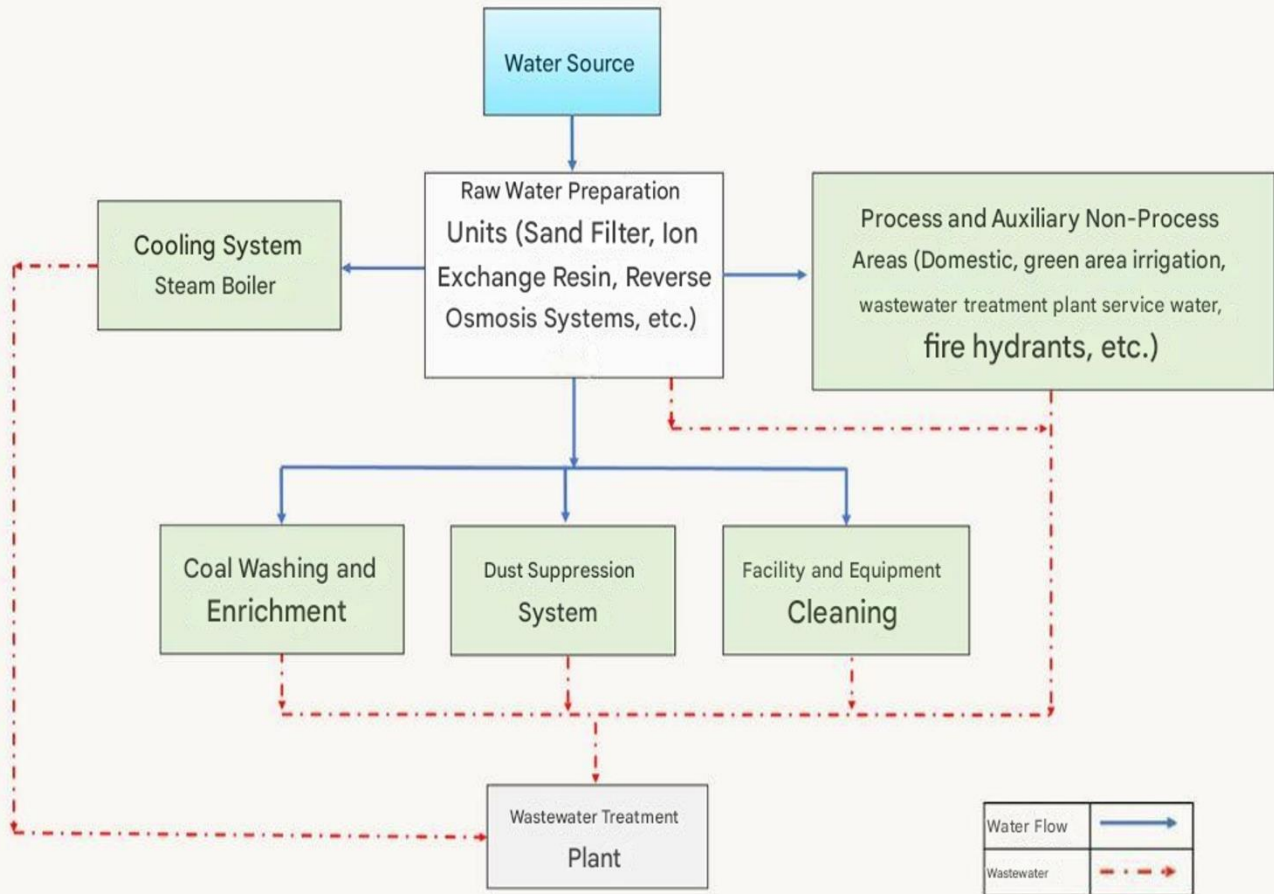 Water Source
Raw Water Preparation
Units (Sand Filter, Ion
Exchange Resin, Reverse
Osmosis Systems, etc.)
Cooling System
Steam Boiler
Process and Auxiliary Non-Process
Areas (Domestic, green area irrigation,
wastewater treatment plant service water,
fire hydrants, etc.)
Coal Washing and
Enrichment
Dust Suppression
System
Facility and Equipment
Cleaning
Wastewater Treatment
Plant
Water Flow
Wastewater